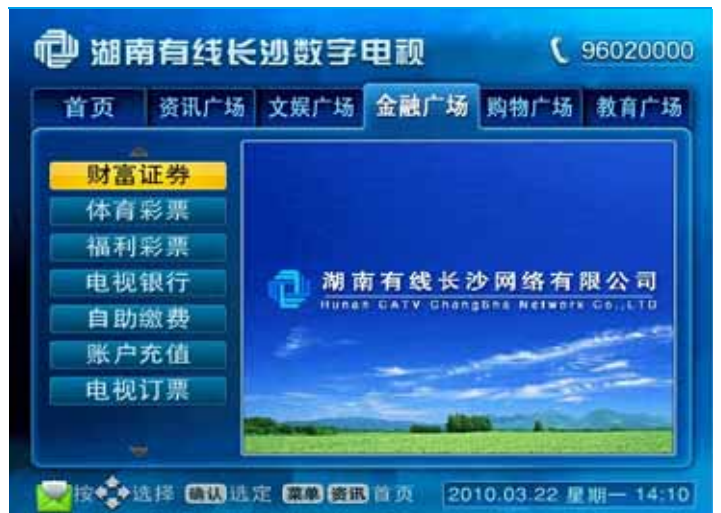 湖南有线长沙数字电视 96020000
首页 资讯广场 文娱广场 金融广场 购物广场 教育广场
财富证券
体育彩票
福利彩票
电视银行
自助缴费
账户充值
电视订票
湖南有线长沙网络有限公司
Hunan CATV Changsha Network Co.,LTD
按 选择 确认 选定 菜单 资讯 首页 2010.03.22 星期一 14:10